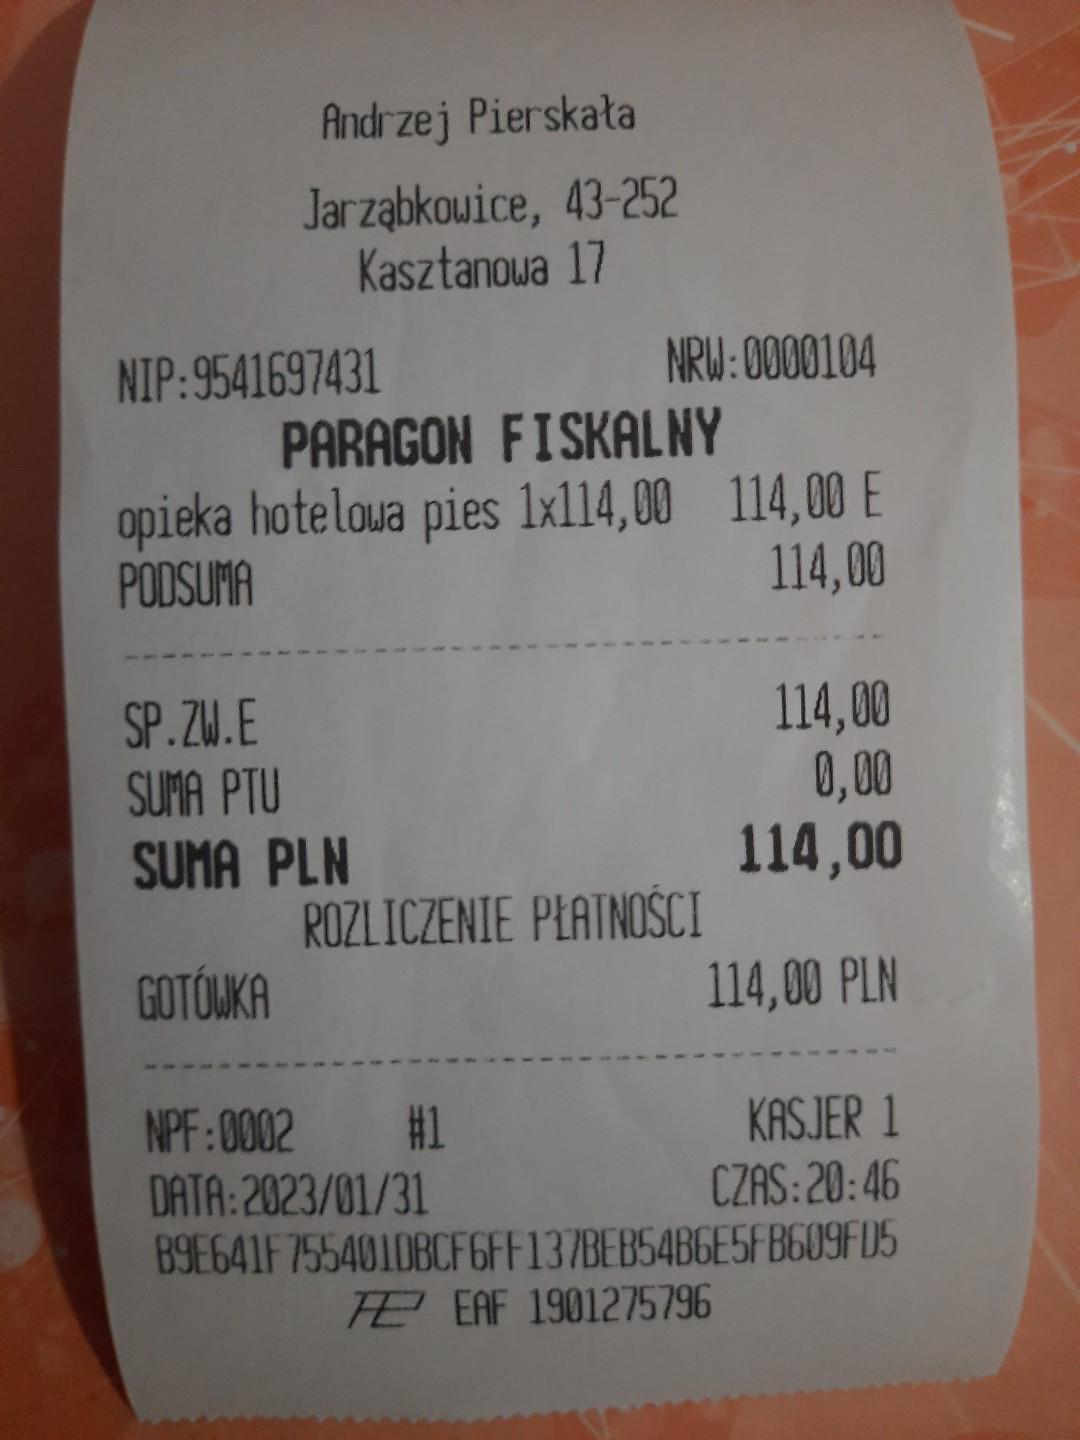 Andrzej Pierskała
Jarząbkowice, 43-252
Kasztanowa 17
NIP:9541697431 NRW:0000104
PARAGON FISKALNY
opieka hotelowa pies 1x114,00 114,00 E
PODSUMA 114,00
SP.ZW.E 114,00
SUMA PTU 0,00
SUMA PLN 114,00
ROZLICZENIE PŁATNOŚCI
GOTÓWKA 114,00 PLN
NPF:0002 #1 KASJER 1
DATA:2023/01/31 CZAS:20:46
B9E641F755401DBCF6FF137BEB54B6E5FB609FD5
EAF 1901275796